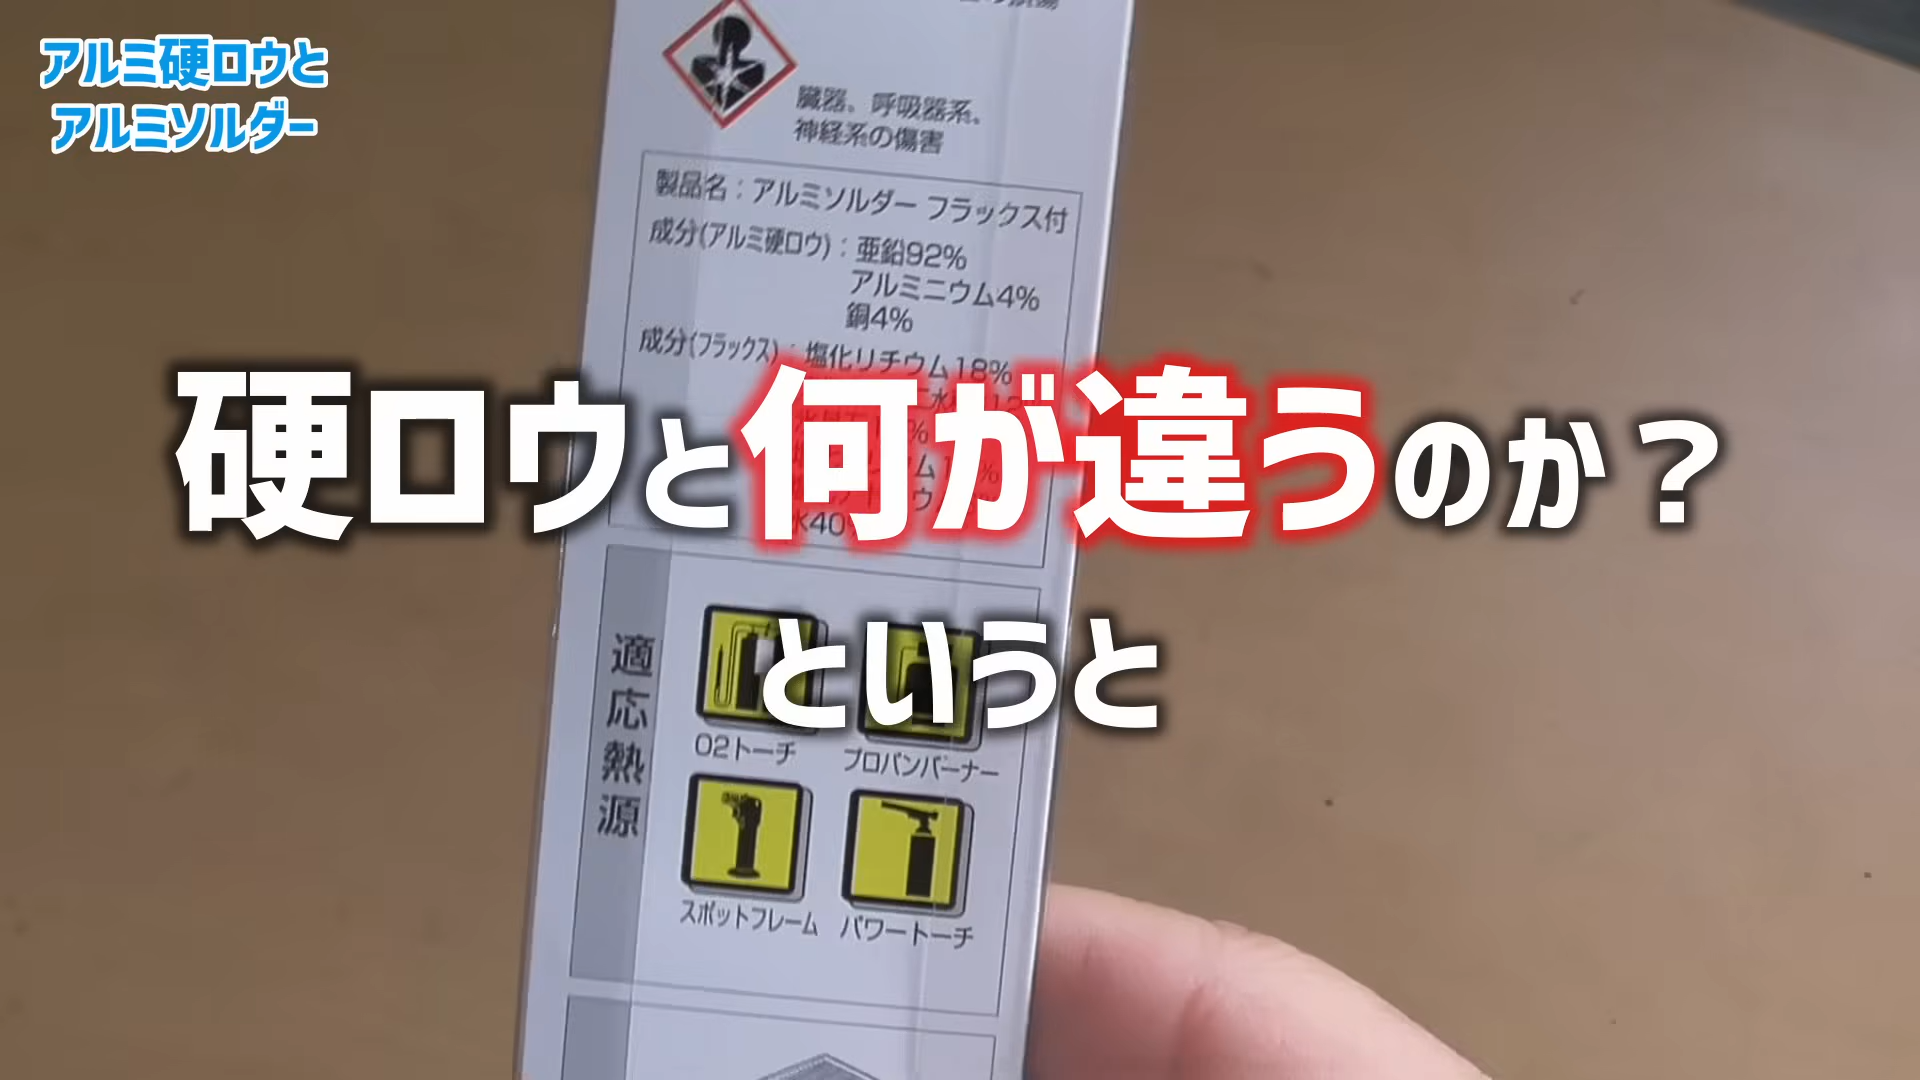 アルミ硬ロウと
アルミソルダー
臓器、呼吸器系、
神経系の傷害
製品名：アルミソルダー フラックス付
成分(アルミ硬ロウ)：亜鉛92%
アルミニウム4%
銅4%
成分(フラックス)：塩化リチウム18%
硬ロウと何が違うのか？
水40%
というと
適応熱源
O2トーチ
プロパンバーナー
スポットフレーム
パワートーチ